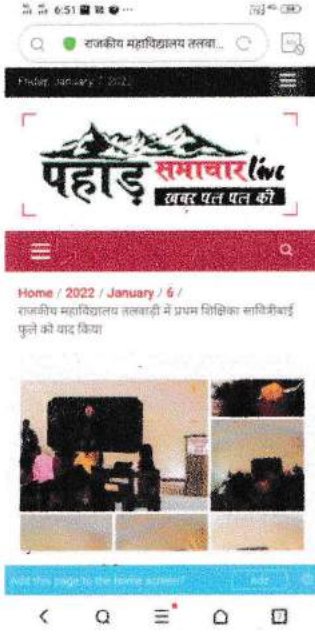 6:51
राजकीय महाविद्यालय तलवा...
Friday, January 7 2022
पहाड़ समाचार live
खबर पल पल की
Home / 2022 / January / 6 /
राजकीय महाविद्यालय तलवाड़ी में प्रथम शिक्षिका सावित्रीबाई
फुले को याद किया
Add this page to the home screen?
Add